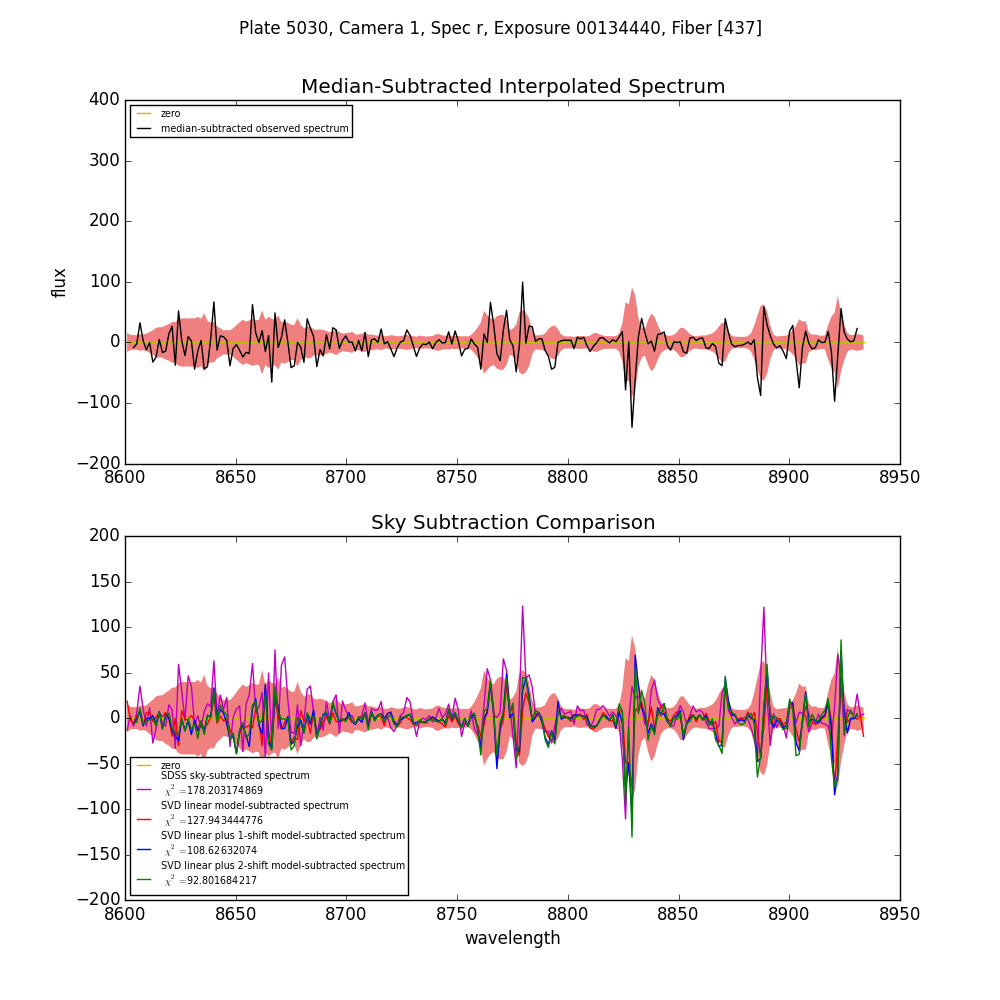 Plate 5030, Camera 1, Spec r, Exposure 00134440, Fiber [437]
Median-Subtracted Interpolated Spectrum
400
300
200
100
0
−100
−200
flux
zero
median-subtracted observed spectrum
8600 8650 8700 8750 8800 8850 8900 8950
Sky Subtraction Comparison
200
150
100
50
0
−50
−100
−150
−200
zero
SDSS sky-subtracted spectrum
χ² =178.203174869
SVD linear model-subtracted spectrum
χ² =127.943444776
SVD linear plus 1-shift model-subtracted spectrum
χ² =108.62632074
SVD linear plus 2-shift model-subtracted spectrum
χ² =92.801684217
8600 8650 8700 8750 8800 8850 8900 8950
wavelength